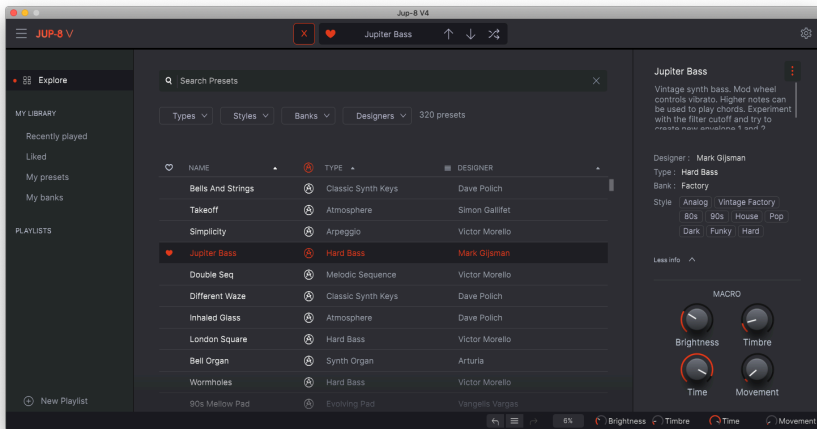 Jup-8 V4
JUP-8 V
Jupiter Bass
Explore
MY LIBRARY
Recently played
Liked
My presets
My banks
PLAYLISTS
New Playlist
Search Presets
Types Styles Banks Designers 320 presets
NAME TYPE DESIGNER
Bells And Strings Classic Synth Keys Dave Polich
Takeoff Atmosphere Simon Gallifet
Simplicity Arpeggio Victor Morello
Jupiter Bass Hard Bass Mark Gijsman
Double Seq Melodic Sequence Victor Morello
Different Waze Classic Synth Keys Dave Polich
Inhaled Glass Atmosphere Dave Polich
London Square Hard Bass Victor Morello
Bell Organ Synth Organ Arturia
Wormholes Hard Bass Victor Morello
90s Mellow Pad Evolving Pad Vangelis Vargas
Jupiter Bass
Vintage synth bass. Mod wheel
controls vibrato. Higher notes can
be used to play chords. Experiment
with the filter cutoff and try to
create new envelope 1 and 2
Designer : Mark Gijsman
Type : Hard Bass
Bank : Factory
Style Analog Vintage Factory
80s 90s House Pop
Dark Funky Hard
Less info
MACRO
Brightness Timbre
Time Movement
6% Brightness Timbre Time Movement